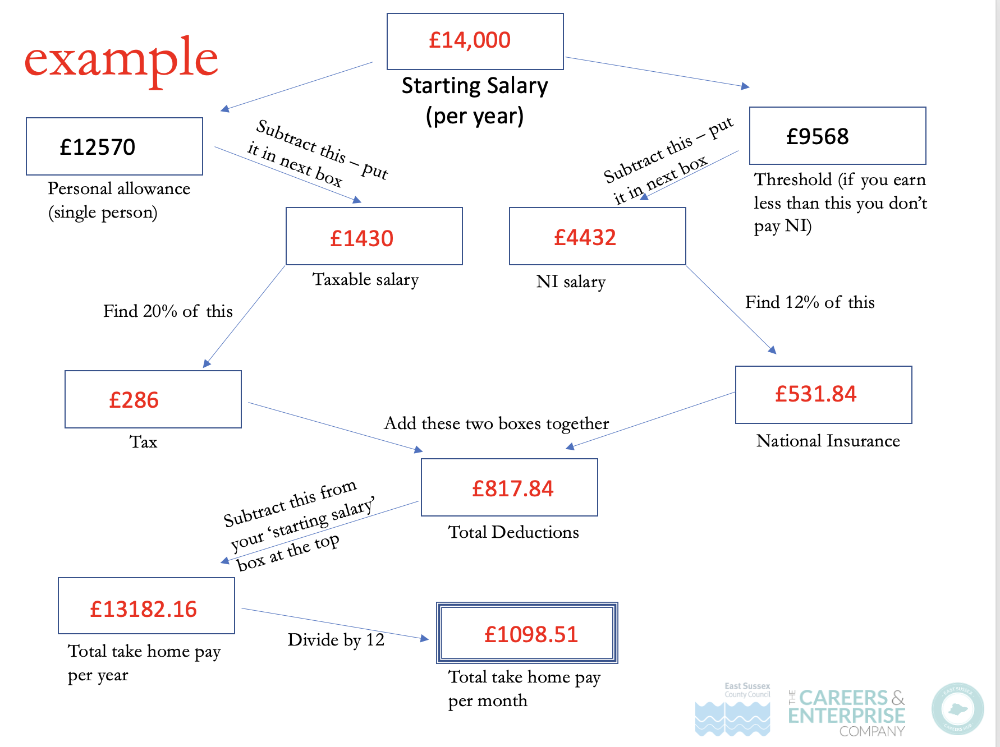 example
£14,000
Starting Salary
(per year)
£12570
Personal allowance
(single person)
Subtract this – put
it in next box
Subtract this – put
it in next box
£9568
Threshold (if you earn
less than this you don’t
pay NI)
£1430
Taxable salary
£4432
NI salary
Find 20% of this
Find 12% of this
£286
Tax
Add these two boxes together
£531.84
National Insurance
£817.84
Total Deductions
Subtract this from
your ‘starting salary’
box at the top
£13182.16
Total take home pay
per year
Divide by 12
£1098.51
Total take home pay
per month
East Sussex
County Council
THE
CAREERS &
ENTERPRISE
COMPANY
EAST SUSSEX
CAREERS HUB